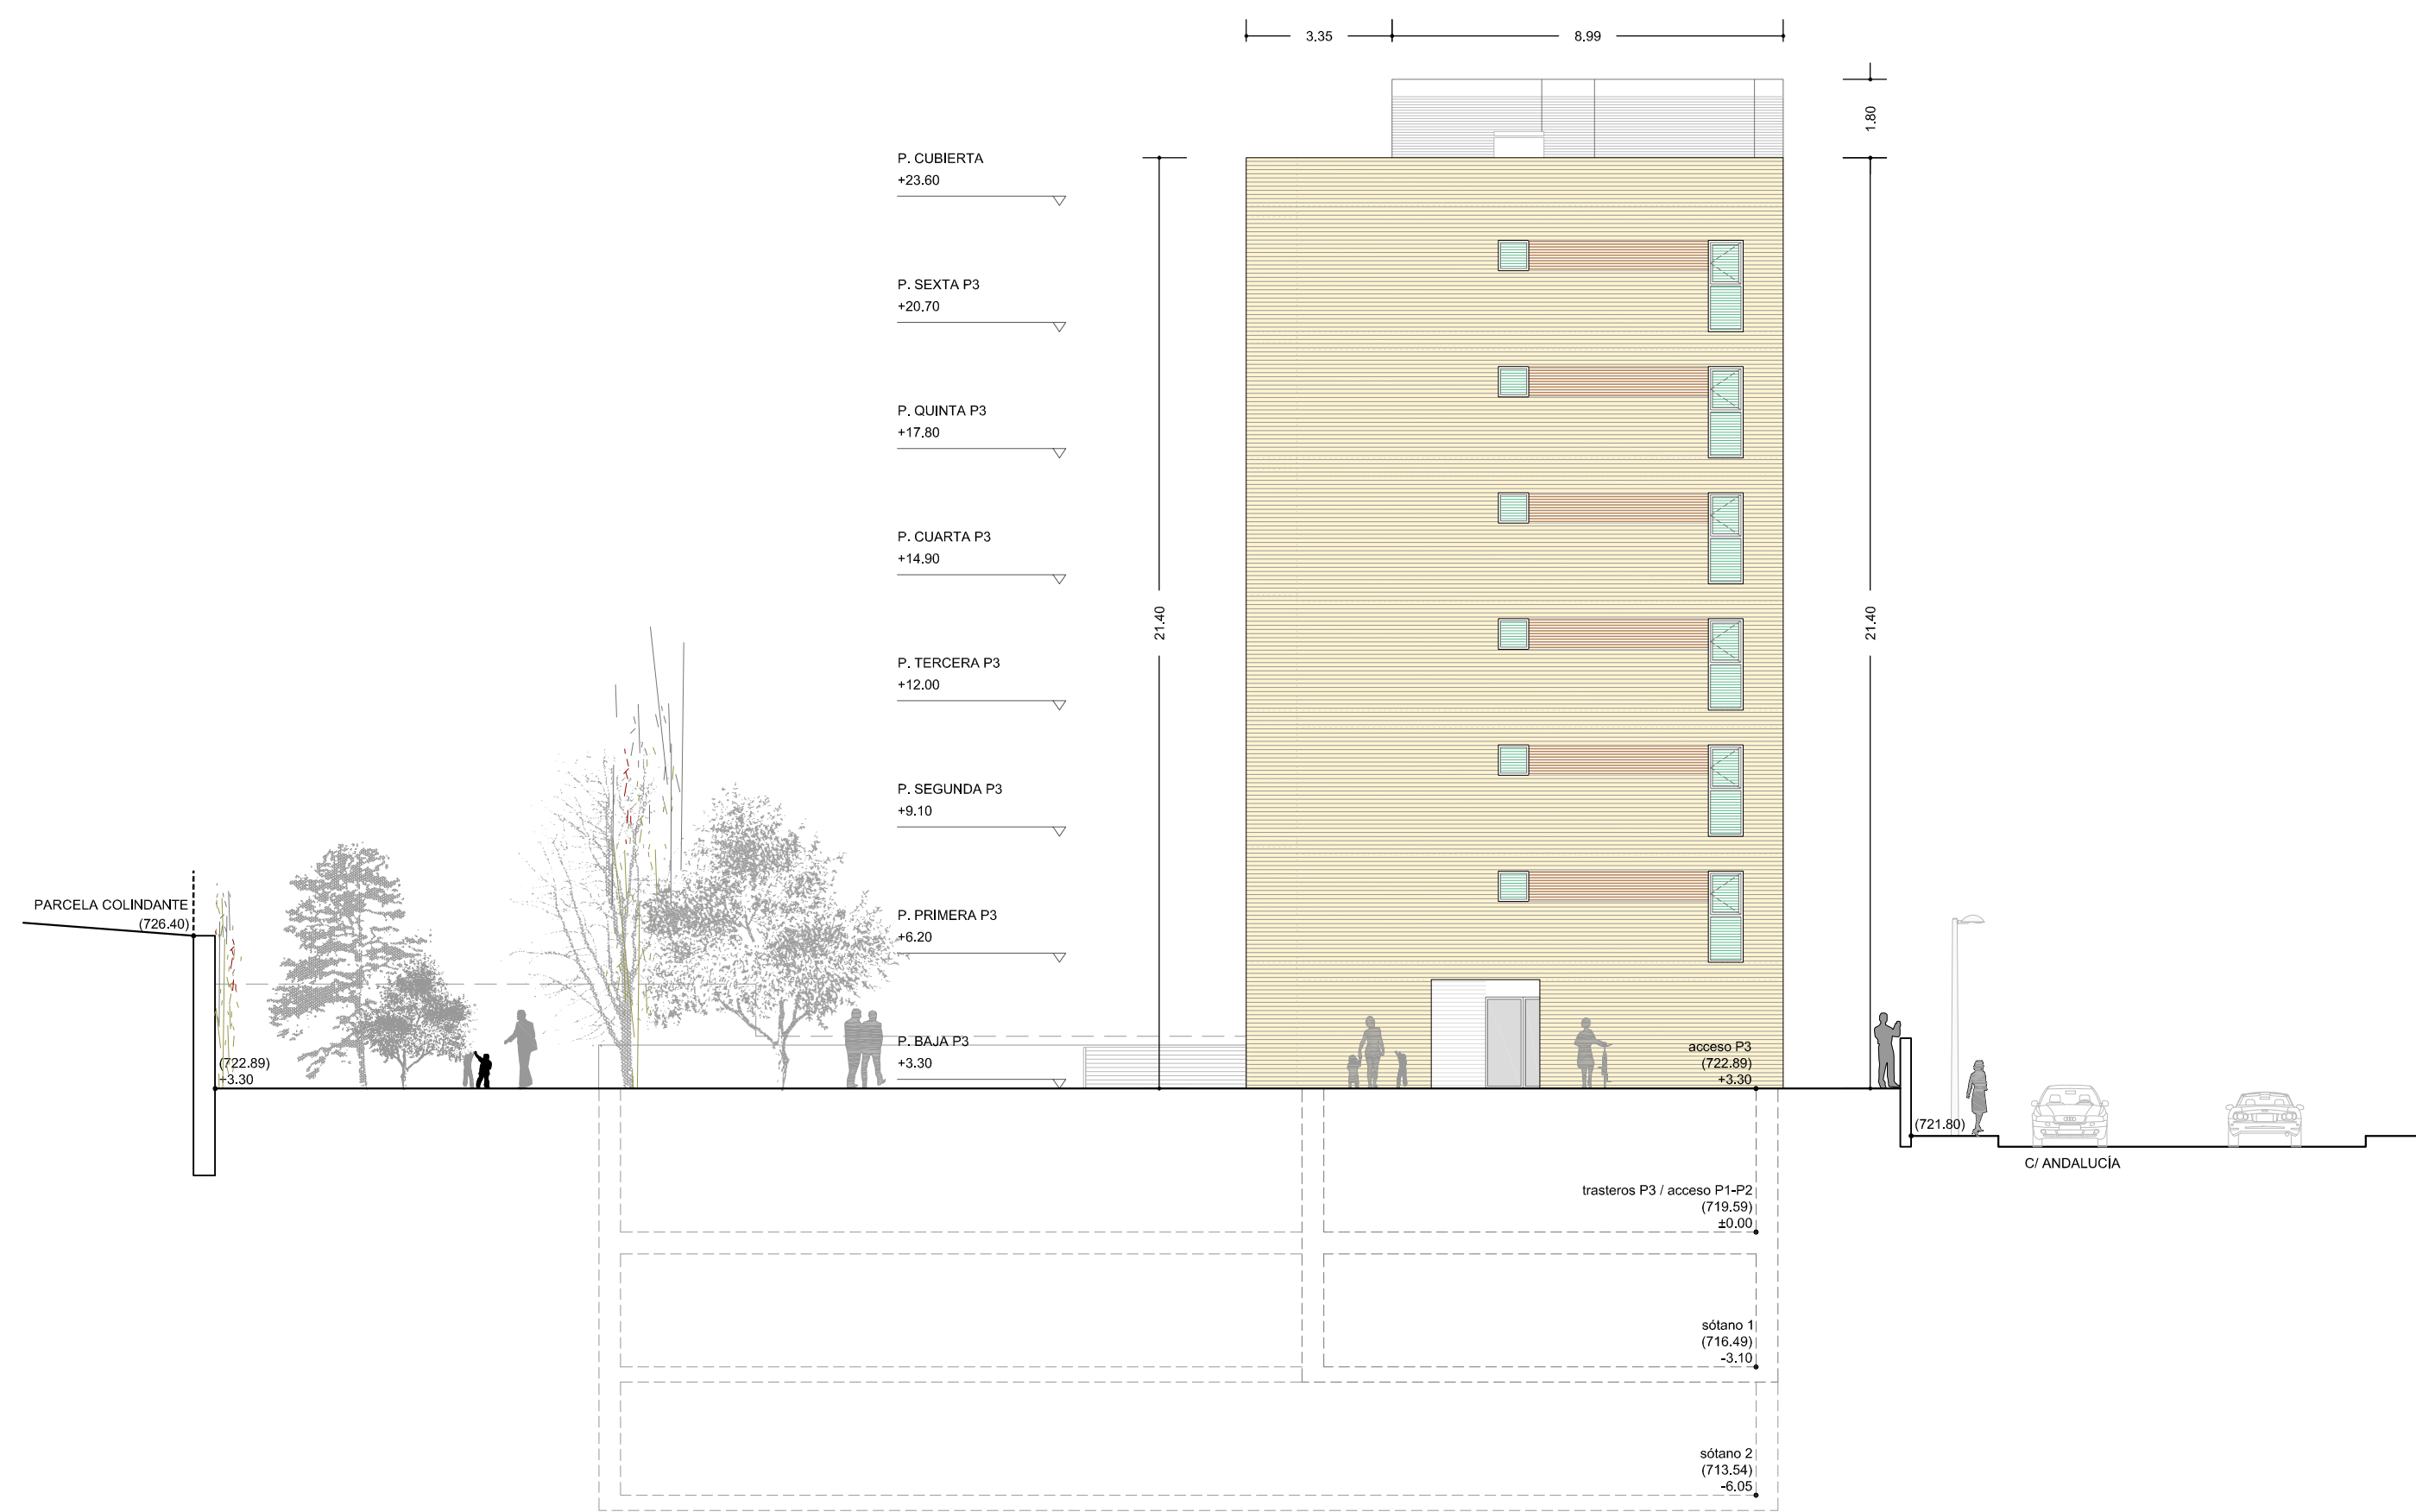 3.35
8.99
1.80
P. CUBIERTA
+23.60
P. SEXTA P3
+20.70
P. QUINTA P3
+17.80
P. CUARTA P3
+14.90
21.40
21.40
P. TERCERA P3
+12.00
P. SEGUNDA P3
+9.10
PARCELA COLINDANTE
(726.40)
P. PRIMERA P3
+6.20
(722.89)
+3.30
P. BAJA P3
+3.30
acceso P3
(722.89)
+3.30
(721.80)
C/ ANDALUCÍA
trasteros P3 / acceso P1-P2
(719.59)
±0.00
sótano 1
(716.49)
-3.10
sótano 2
(713.54)
-6.05